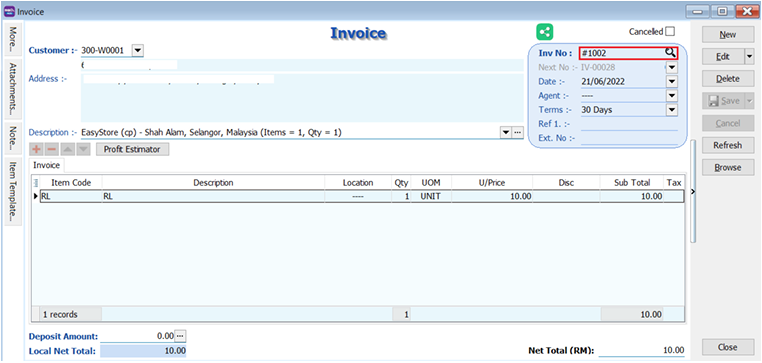 Invoice
More...
Attachments...
Note...
Item Template...
Invoice
Cancelled
Customer :- 300-W0001
Address :-
Description :- EasyStore (cp) - Shah Alam, Selangor, Malaysia (Items = 1, Qty = 1)
Inv No : #1002
Next No :- IV-00028
Date :- 21/06/2022
Agent :- ----
Terms :- 30 Days
Ref 1. :-
Ext. No :-
Profit Estimator
Invoice
Item Code Description Location Qty UOM U/Price Disc Sub Total Tax
RL RL ---- 1 UNIT 10.00 10.00
1 records 1 10.00
Deposit Amount: 0.00
Local Net Total: 10.00
Net Total (RM): 10.00
New
Edit
Delete
Save
Cancel
Refresh
Browse
Close